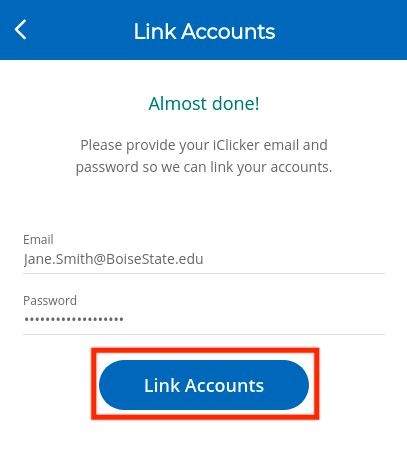 Link Accounts
Almost done!
Please provide your iClicker email and
password so we can link your accounts.
Email
Jane.Smith@BoiseState.edu
Password
•••••••••••••••••••
Link Accounts